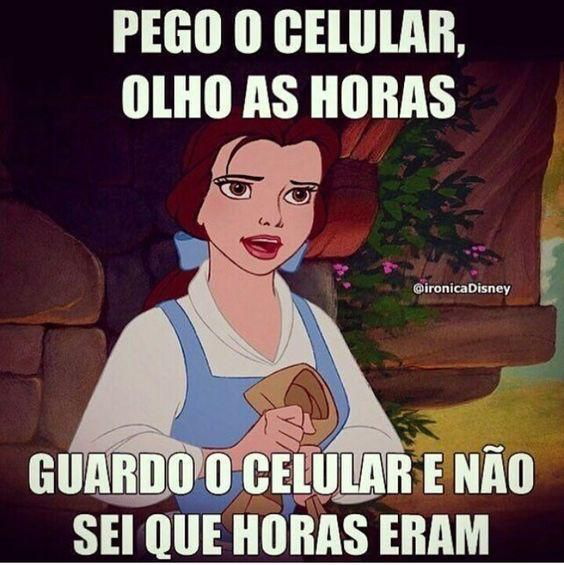 PEGO O CELULAR,
OLHO AS HORAS
@ironicaDisney
GUARDO O CELULAR E NÃO
SEI QUE HORAS ERAM